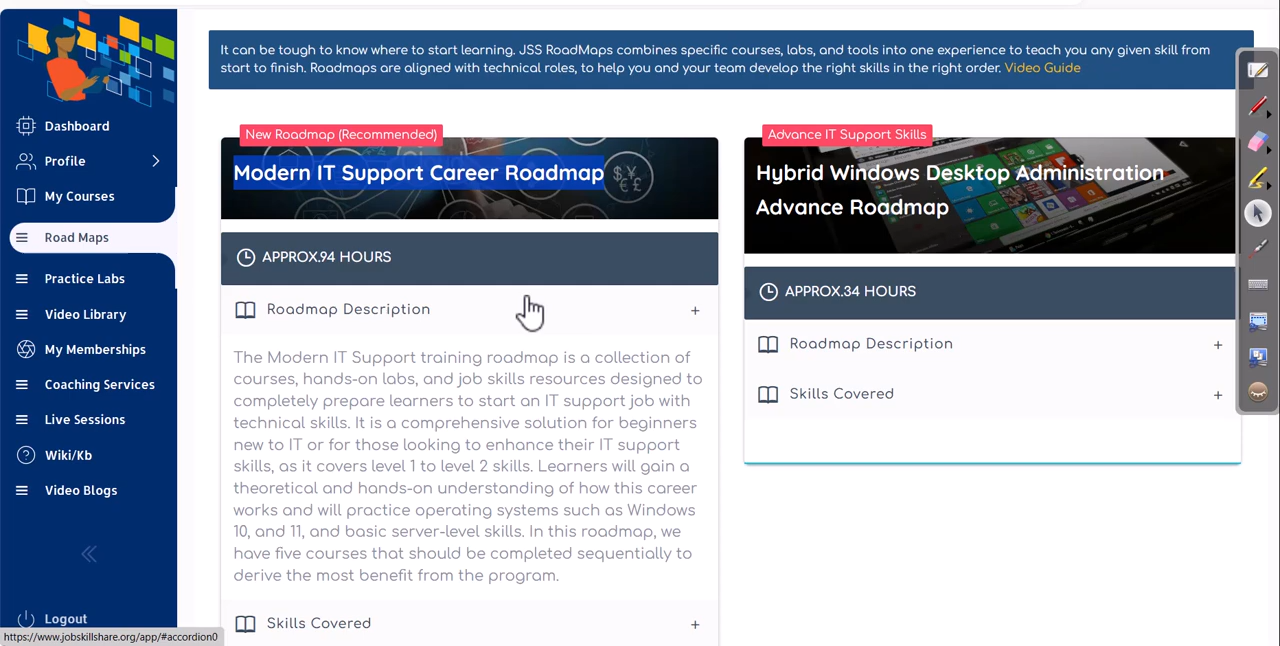 Dashboard
Profile
My Courses
Road Maps
Practice Labs
Video Library
My Memberships
Coaching Services
Live Sessions
Wiki/Kb
Video Blogs
Logout
https://www.jobskillshare.org/app/#accordion0
It can be tough to know where to start learning. JSS RoadMaps combines specific courses, labs, and tools into one experience to teach you any given skill from
start to finish. Roadmaps are aligned with technical roles, to help you and your team develop the right skills in the right order. Video Guide
New Roadmap (Recommended)
Modern IT Support Career Roadmap
APPROX.94 HOURS
Roadmap Description +
The Modern IT Support training roadmap is a collection of
courses, hands-on labs, and job skills resources designed to
completely prepare learners to start an IT support job with
technical skills. It is a comprehensive solution for beginners
new to IT or for those looking to enhance their IT support
skills, as it covers level 1 to level 2 skills. Learners will gain a
theoretical and hands-on understanding of how this career
works and will practice operating systems such as Windows
10, and 11, and basic server-level skills. In this roadmap, we
have five courses that should be completed sequentially to
derive the most benefit from the program.
Skills Covered +
Advance IT Support Skills
Hybrid Windows Desktop Administration
Advance Roadmap
APPROX.34 HOURS
Roadmap Description +
Skills Covered +